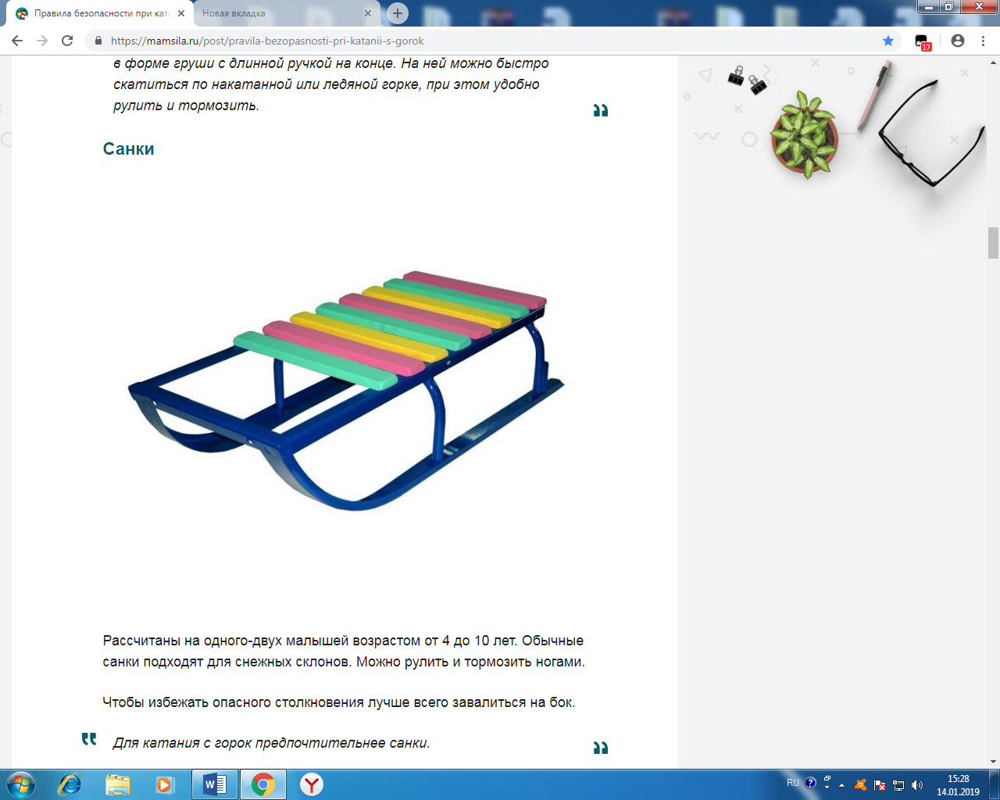 Правила безопасности при ката
Новая вкладка
https://mamsila.ru/post/pravila-bezopasnosti-pri-katanii-s-gorok
17
в форме груши с длинной ручкой на конце. На ней можно быстро
скатиться по накатанной или ледяной горке, при этом удобно
рулить и тормозить.
Санки
Рассчитаны на одного-двух малышей возрастом от 4 до 10 лет. Обычные
санки подходят для снежных склонов. Можно рулить и тормозить ногами.
Чтобы избежать опасного столкновения лучше всего завалиться на бок.
Для катания с горок предпочтительнее санки.
RU
15:28
14.01.2019